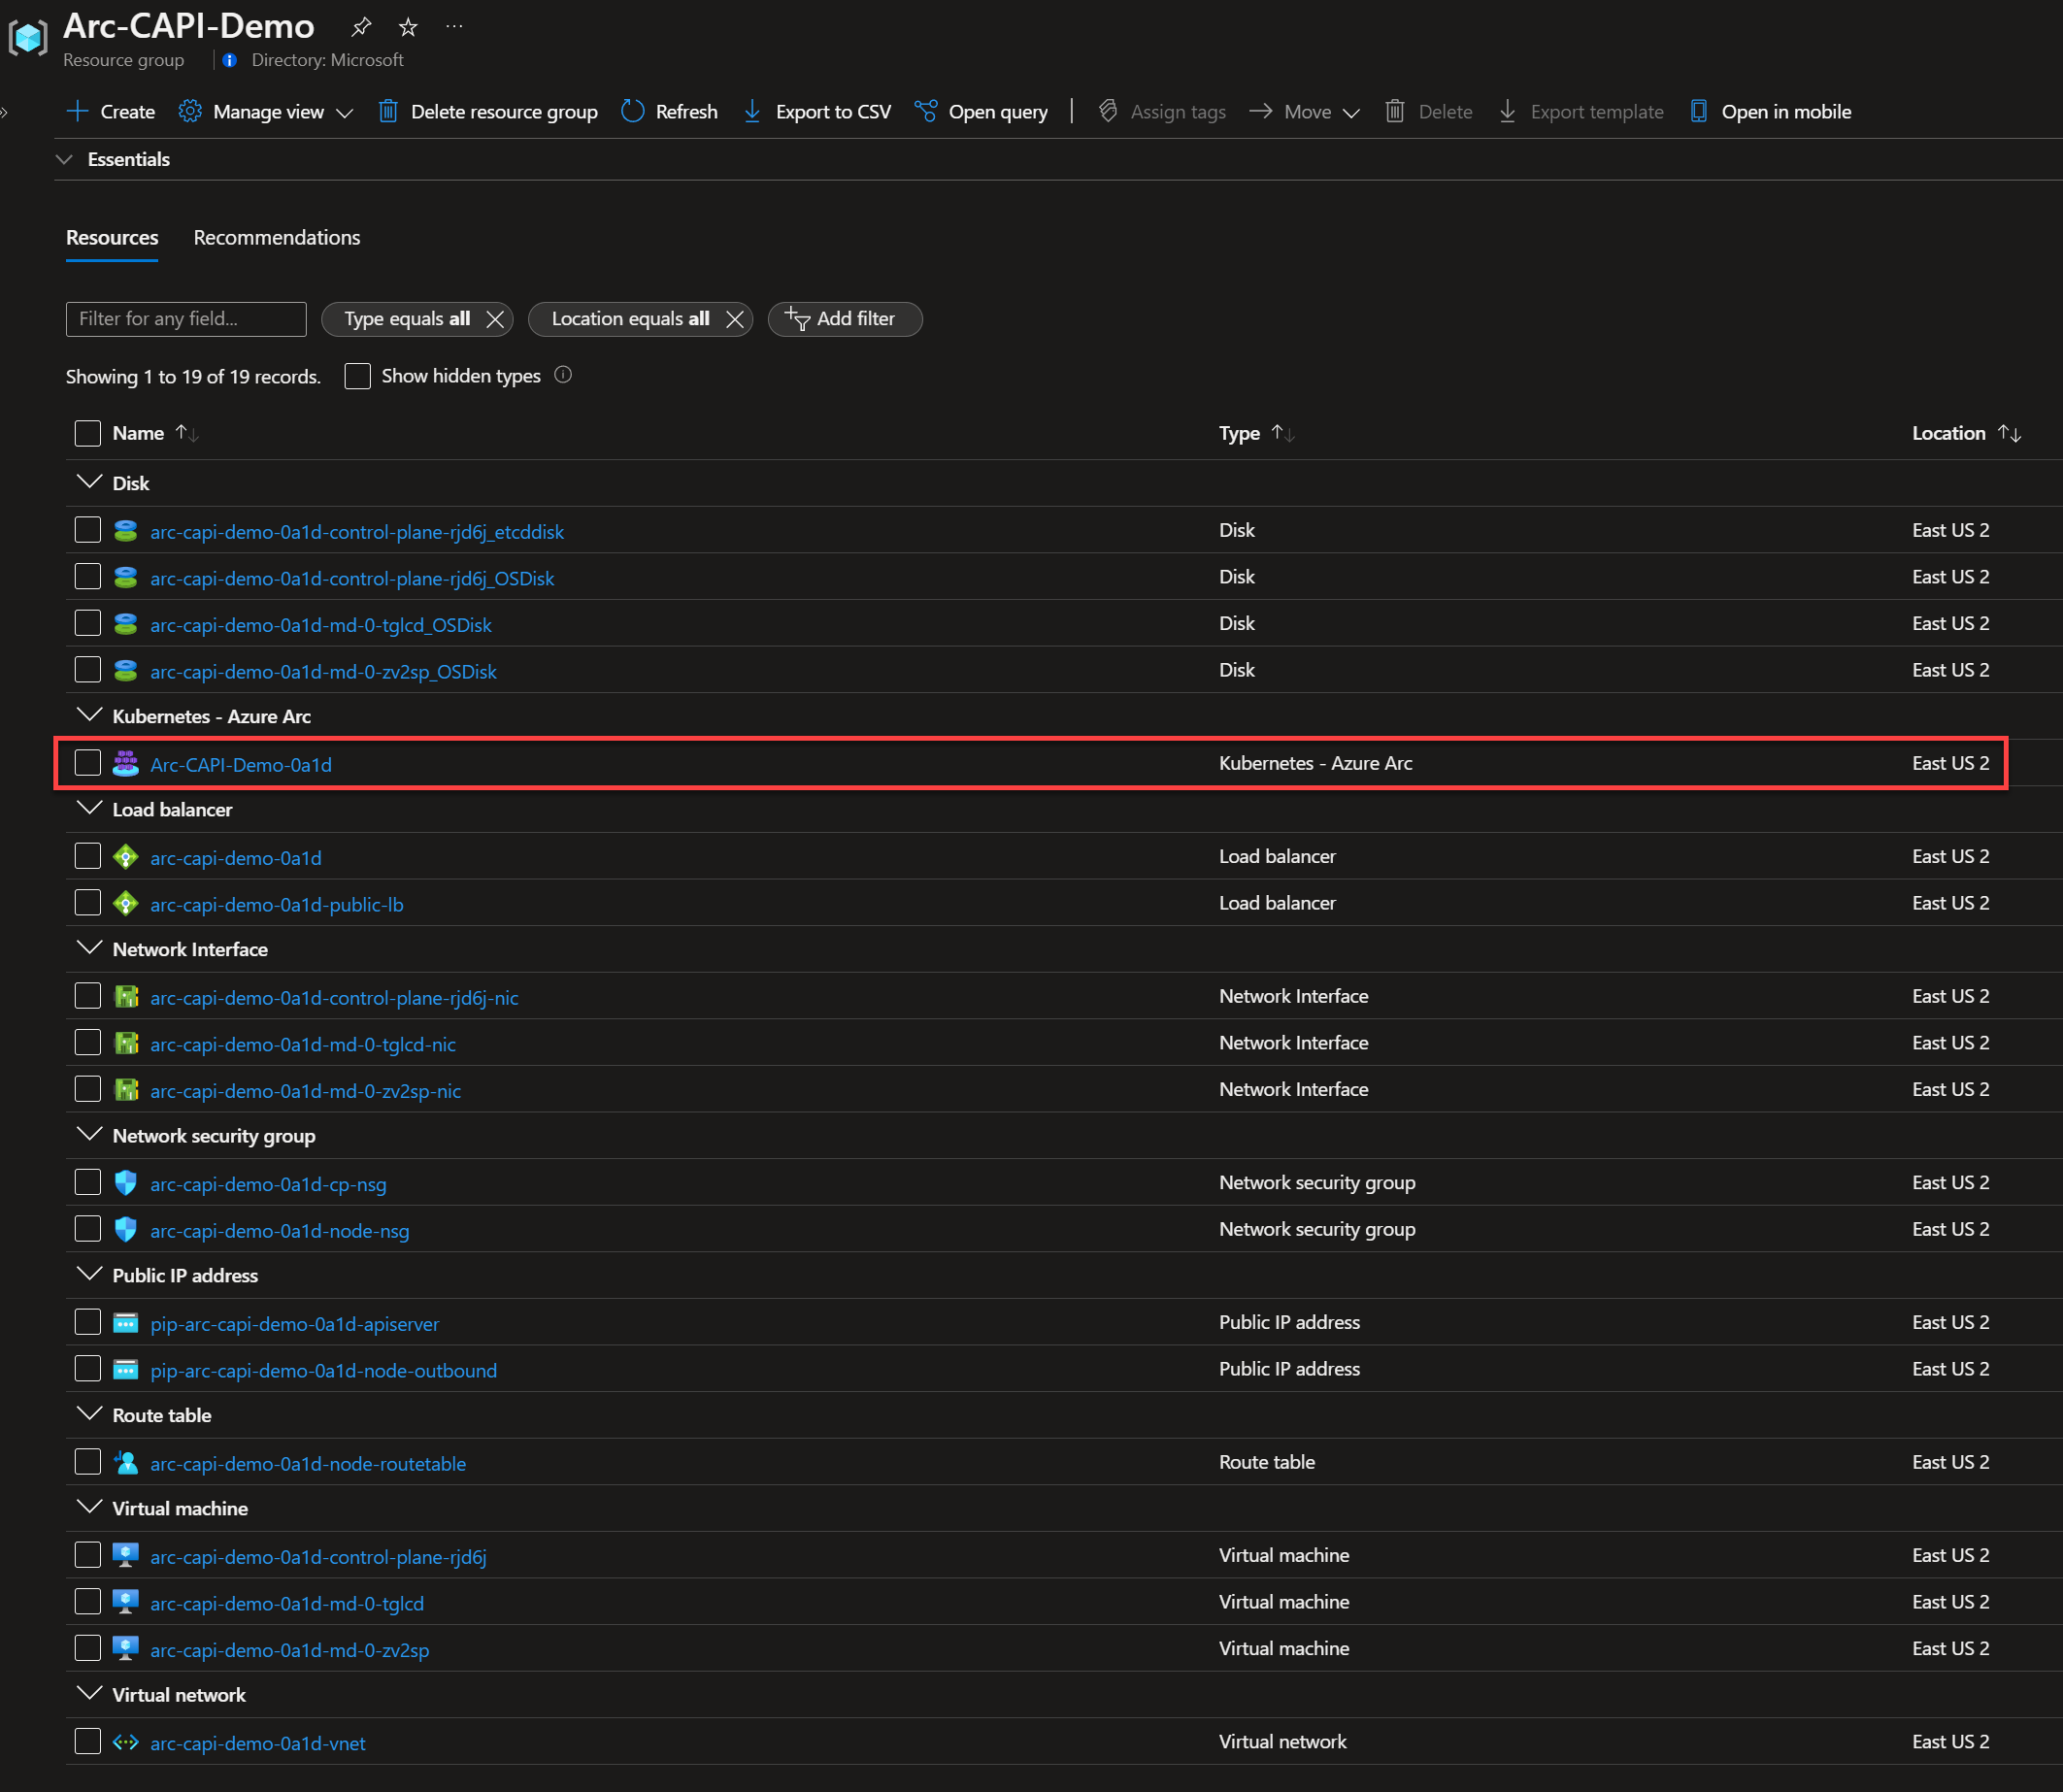 Arc-CAPI-Demo
Resource group Directory: Microsoft
Create Manage view Delete resource group Refresh Export to CSV Open query Assign tags Move Delete Export template Open in mobile
Essentials
Resources Recommendations
Filter for any field... Type equals all Location equals all Add filter
Showing 1 to 19 of 19 records. Show hidden types
Name Type Location
Disk
arc-capi-demo-0a1d-control-plane-rjd6j_etcddisk Disk East US 2
arc-capi-demo-0a1d-control-plane-rjd6j_OSDisk Disk East US 2
arc-capi-demo-0a1d-md-0-tglcd_OSDisk Disk East US 2
arc-capi-demo-0a1d-md-0-zv2sp_OSDisk Disk East US 2
Kubernetes - Azure Arc
Arc-CAPI-Demo-0a1d Kubernetes - Azure Arc East US 2
Load balancer
arc-capi-demo-0a1d Load balancer East US 2
arc-capi-demo-0a1d-public-lb Load balancer East US 2
Network Interface
arc-capi-demo-0a1d-control-plane-rjd6j-nic Network Interface East US 2
arc-capi-demo-0a1d-md-0-tglcd-nic Network Interface East US 2
arc-capi-demo-0a1d-md-0-zv2sp-nic Network Interface East US 2
Network security group
arc-capi-demo-0a1d-cp-nsg Network security group East US 2
arc-capi-demo-0a1d-node-nsg Network security group East US 2
Public IP address
pip-arc-capi-demo-0a1d-apiserver Public IP address East US 2
pip-arc-capi-demo-0a1d-node-outbound Public IP address East US 2
Route table
arc-capi-demo-0a1d-node-routetable Route table East US 2
Virtual machine
arc-capi-demo-0a1d-control-plane-rjd6j Virtual machine East US 2
arc-capi-demo-0a1d-md-0-tglcd Virtual machine East US 2
arc-capi-demo-0a1d-md-0-zv2sp Virtual machine East US 2
Virtual network
arc-capi-demo-0a1d-vnet Virtual network East US 2